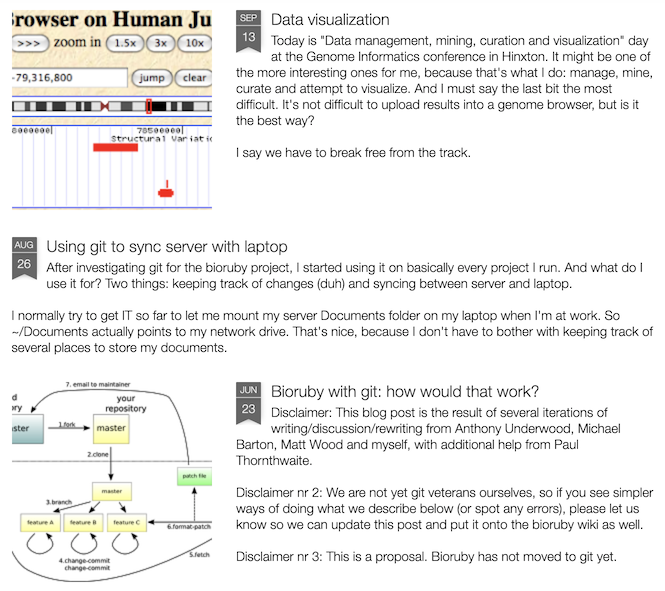 rowser on Human Ju
>>> zoom in 1.5x 3x 10x
-79,316,800 jump clear
8000000| 78500000|
Structural Variatic
SEP
13
Data visualization
Today is "Data management, mining, curation and visualization" day
at the Genome Informatics conference in Hinxton. It might be one of
the more interesting ones for me, because that's what I do: manage, mine,
curate and attempt to visualize. And I must say the last bit the most
difficult. It's not difficult to upload results into a genome browser, but is it
the best way?
I say we have to break free from the track.
AUG
26
Using git to sync server with laptop
After investigating git for the bioruby project, I started using it on basically every project I run. And what do I
use it for? Two things: keeping track of changes (duh) and syncing between server and laptop.
I normally try to get IT so far to let me mount my server Documents folder on my laptop when I'm at work. So
~/Documents actually points to my network drive. That's nice, because I don't have to bother with keeping track of
several places to store my documents.
7. email to maintainer
d
ory
your
repository
ster
1.fork
master
2.clone
patch file
master
3.branch
feature A
feature B
feature C
6.format-patch
5.fetch
4.change-commit
change-commit
JUN
23
Bioruby with git: how would that work?
Disclaimer: This blog post is the result of several iterations of
writing/discussion/rewriting from Anthony Underwood, Michael
Barton, Matt Wood and myself, with additional help from Paul
Thornthwaite.
Disclaimer nr 2: We are not yet git veterans ourselves, so if you see simpler
ways of doing what we describe below (or spot any errors), please let us
know so we can update this post and put it onto the bioruby wiki as well.
Disclaimer nr 3: This is a proposal. Bioruby has not moved to git yet.